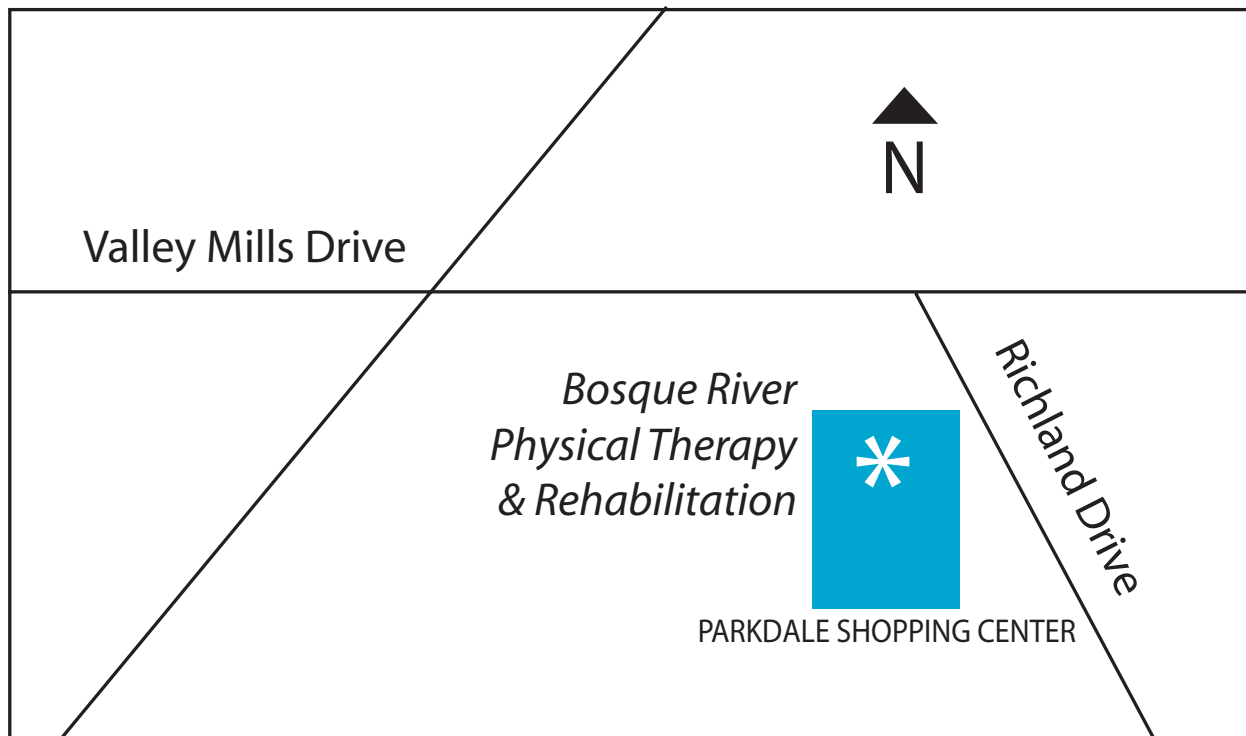 N
Valley Mills Drive
Richland Drive
Bosque River
Physical Therapy
& Rehabilitation
*
PARKDALE SHOPPING CENTER